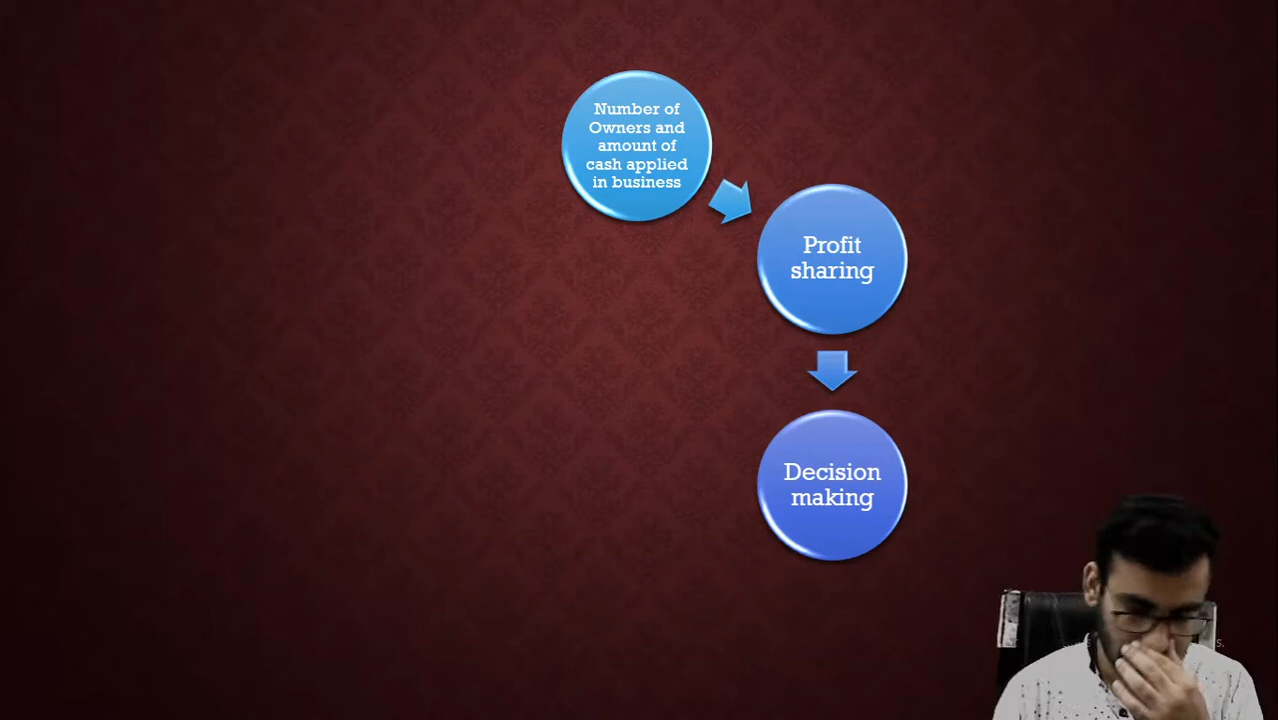 Number of
Owners and
amount of
cash applied
in business
Profit
sharing
Decision
making